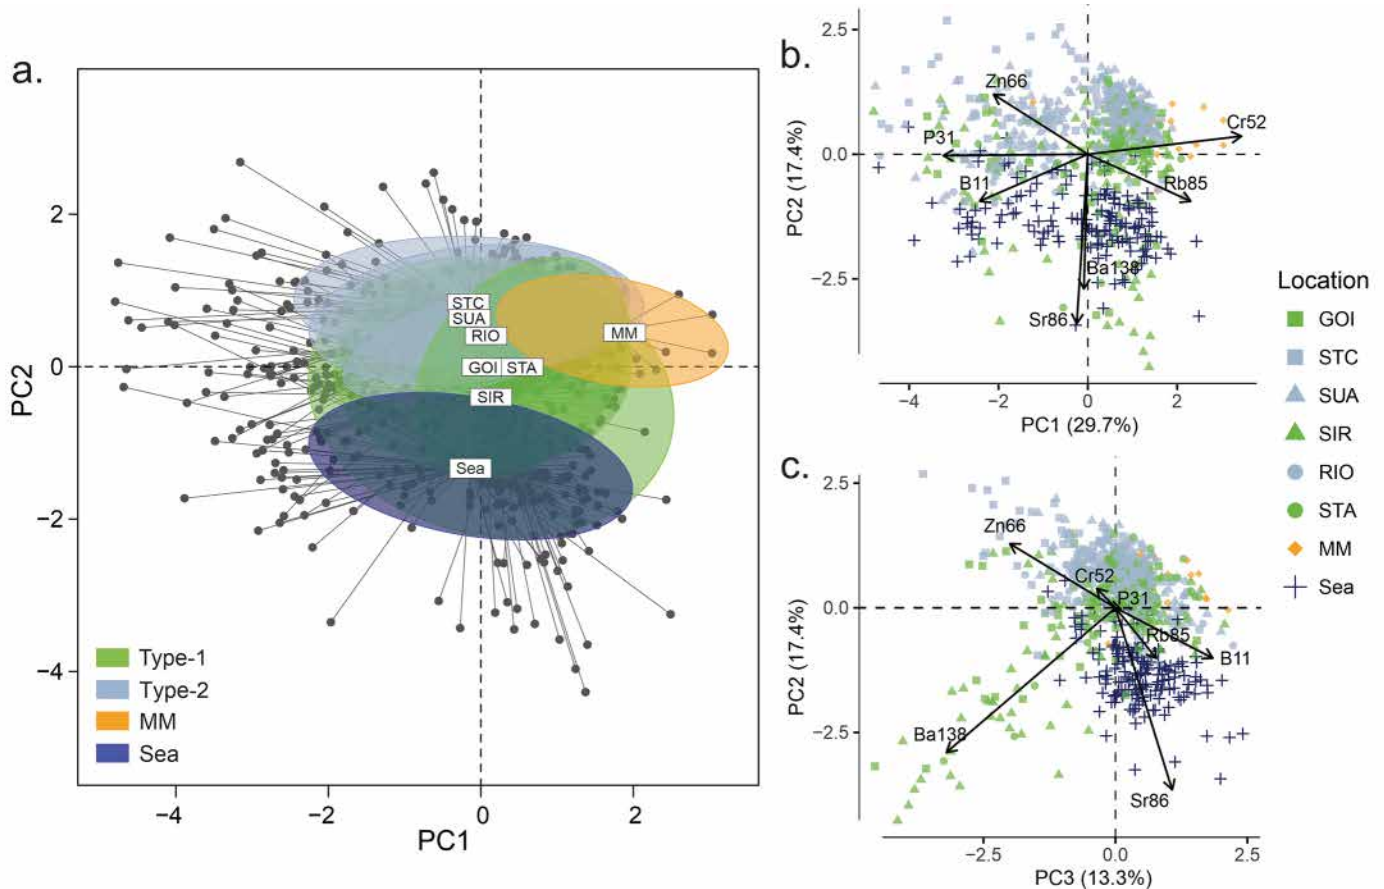 a.
2
0
−2
−4
PC2
STC
SUA
RIO
MM
GOI
STA
SIR
Sea
Type-1
Type-2
MM
Sea
−4
−2
0
2
PC1
b.
2.5
0.0
−2.5
PC2 (17.4%)
Zn66
Cr52
P31
B11
Rb85
Ba138
Sr86
−4
−2
0
2
PC1 (29.7%)
c.
2.5
0.0
−2.5
PC2 (17.4%)
Zn66
Cr52
P31
Rb85
B11
Ba138
Sr86
−2.5
0.0
2.5
PC3 (13.3%)
Location
GOI
STC
SUA
SIR
RIO
STA
MM
Sea